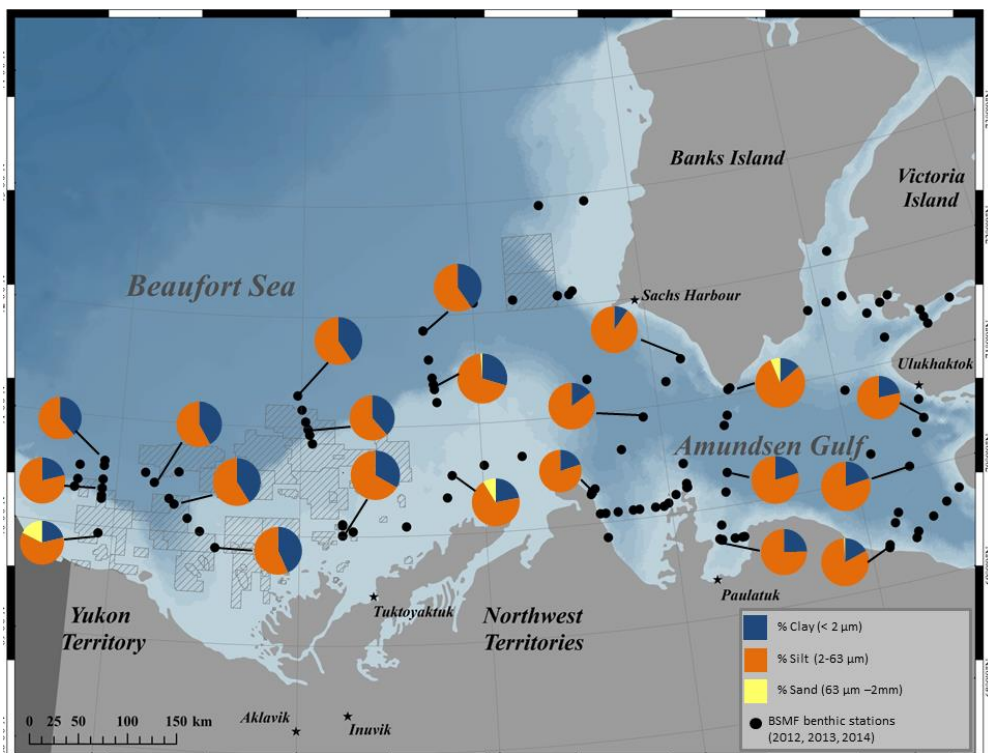 Banks Island
Victoria
Island
Beaufort Sea
Sachs Harbour
Ulukhaktok
Amundsen Gulf
Paulatuk
Yukon
Territory
Tuktoyaktuk
Northwest
Territories
Aklavik
Inuvik
0 25 50 100 150 km
% Clay (< 2 µm)
% Silt (2-63 µm)
% Sand (63 µm –2mm)
BSMF benthic stations
(2012, 2013, 2014)